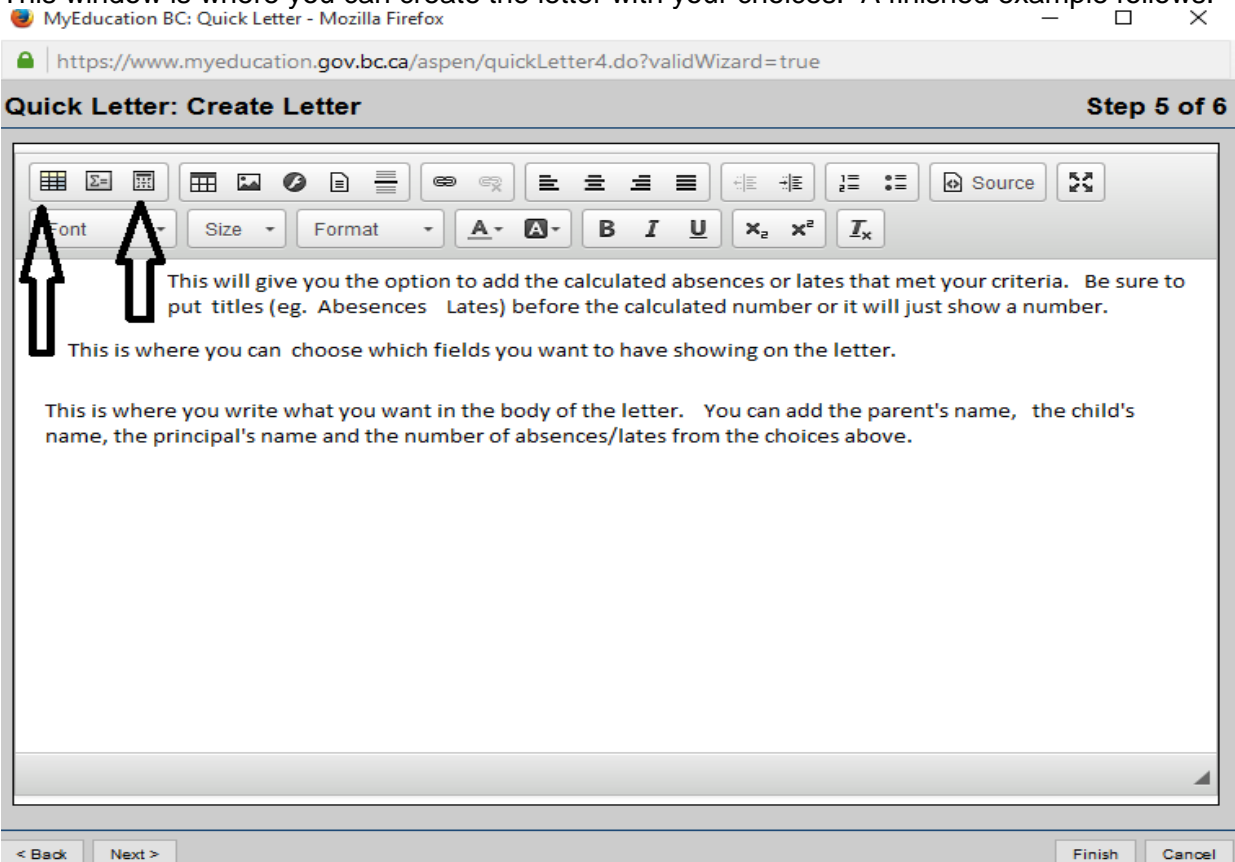 This window is where you can create the letter with your choices. A finished example follows.
MyEducation BC: Quick Letter - Mozilla Firefox
https://www.myeducation.gov.bc.ca/aspen/quickLetter4.do?validWizard=true
Quick Letter: Create Letter Step 5 of 6
Source
Font Size Format A A B I U x₂ x² Tx
This will give you the option to add the calculated absences or lates that met your criteria. Be sure to
put titles (eg. Abesences Lates) before the calculated number or it will just show a number.
This is where you can choose which fields you want to have showing on the letter.
This is where you write what you want in the body of the letter. You can add the parent's name, the child's
name, the principal's name and the number of absences/lates from the choices above.
< Back Next > Finish Cancel